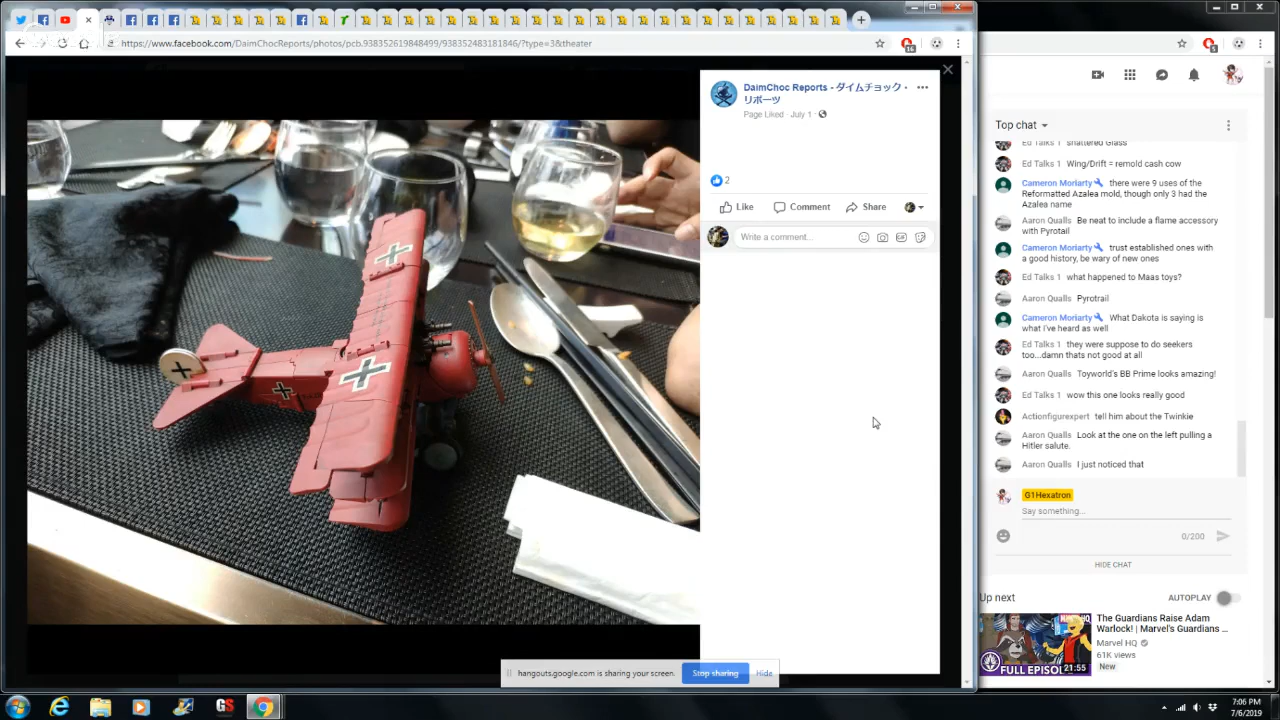 https://www.facebook.com/DaimChocReports/photos/pcb.938352619848499/938352483181846/?type=3&theater
16
5
DaimChoc Reports - ダイムチョック・
リポーツ
Page Liked · July 1 ·
2
Like
Comment
Share
Write a comment...
GIF
Top chat
Ed Talks 1 shattered Glass
Ed Talks 1 Wing/Drift = remold cash cow
Cameron Moriarty there were 9 uses of the
Reformatted Azalea mold, though only 3 had the
Azalea name
Aaron Qualls Be neat to include a flame accessory
with Pyrotail
Cameron Moriarty trust established ones with
a good history, be wary of new ones
Ed Talks 1 what happened to Maas toys?
Aaron Qualls Pyrotrail
Cameron Moriarty What Dakota is saying is
what I've heard as well
Ed Talks 1 they were suppose to do seekers
too...damn thats not good at all
Aaron Qualls Toyworld's BB Prime looks amazing!
Ed Talks 1 wow this one looks really good
Actionfigurexpert tell him about the Twinkie
Aaron Qualls Look at the one on the left pulling a
Hitler salute.
Aaron Qualls I just noticed that
G1Hexatron
Say something...
0/200
HIDE CHAT
Up next
AUTOPLAY
The Guardians Raise Adam
Warlock! | Marvel's Guardians ...
Marvel HQ
61K views
New
FULL EPISO
21:55
hangouts.google.com is sharing your screen.
Stop sharing
Hide
GS
7:06 PM
7/6/2019